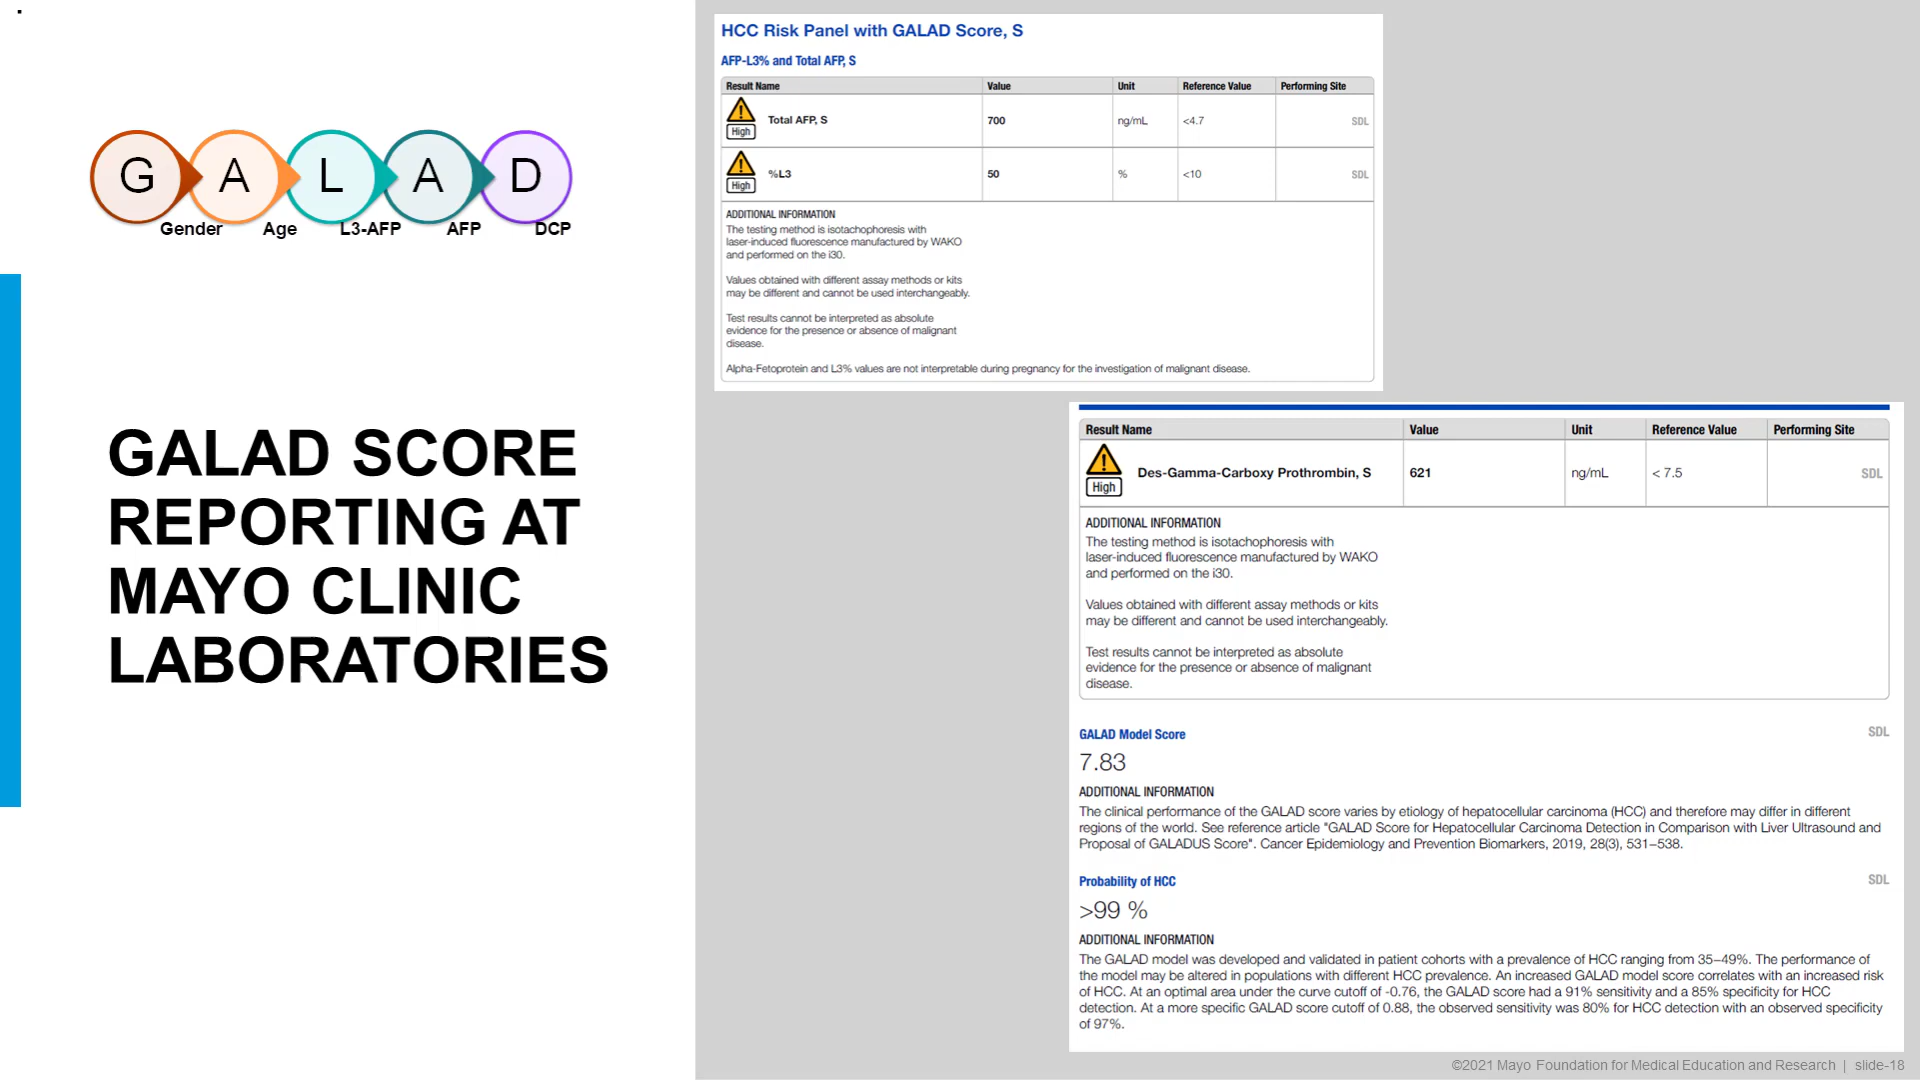 G A L A D
Gender Age L3-AFP AFP DCP
GALAD SCORE
REPORTING AT
MAYO CLINIC
LABORATORIES
HCC Risk Panel with GALAD Score, S
AFP-L3% and Total AFP, S
Result Name Value Unit Reference Value Performing Site
High Total AFP, S 700 ng/mL <4.7 SDL
High %L3 50 % <10 SDL
ADDITIONAL INFORMATION
The testing method is isotachophoresis with
laser-induced fluorescence manufactured by WAKO
and performed on the i30.
Values obtained with different assay methods or kits
may be different and cannot be used interchangeably.
Test results cannot be interpreted as absolute
evidence for the presence or absence of malignant
disease.
Alpha-Fetoprotein and L3% values are not interpretable during pregnancy for the investigation of malignant disease.
Result Name Value Unit Reference Value Performing Site
High Des-Gamma-Carboxy Prothrombin, S 621 ng/mL < 7.5 SDL
ADDITIONAL INFORMATION
The testing method is isotachophoresis with
laser-induced fluorescence manufactured by WAKO
and performed on the i30.
Values obtained with different assay methods or kits
may be different and cannot be used interchangeably.
Test results cannot be interpreted as absolute
evidence for the presence or absence of malignant
disease.
GALAD Model Score SDL
7.83
ADDITIONAL INFORMATION
The clinical performance of the GALAD score varies by etiology of hepatocellular carcinoma (HCC) and therefore may differ in different
regions of the world. See reference article "GALAD Score for Hepatocellular Carcinoma Detection in Comparison with Liver Ultrasound and
Proposal of GALADUS Score". Cancer Epidemiology and Prevention Biomarkers, 2019, 28(3), 531–538.
Probability of HCC SDL
>99 %
ADDITIONAL INFORMATION
The GALAD model was developed and validated in patient cohorts with a prevalence of HCC ranging from 35–49%. The performance of
the model may be altered in populations with different HCC prevalence. An increased GALAD model score correlates with an increased risk
of HCC. At an optimal area under the curve cutoff of -0.76, the GALAD score had a 91% sensitivity and a 85% specificity for HCC
detection. At a more specific GALAD score cutoff of 0.88, the observed sensitivity was 80% for HCC detection with an observed specificity
of 97%.
©2021 Mayo Foundation for Medical Education and Research | slide-18